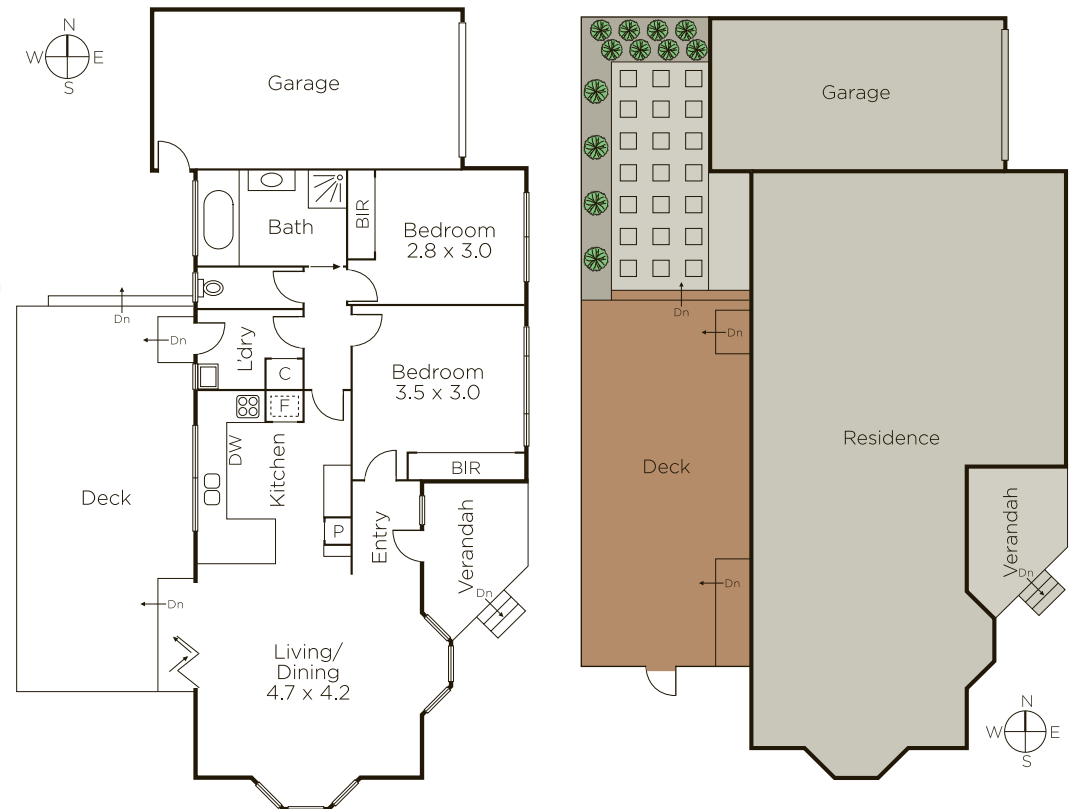 N
W E
S
Garage
Bath
BIR
Bedroom
2.8 x 3.0
Dn
Dn
L'dry
C
Bedroom
3.5 x 3.0
F
DW
Kitchen
BIR
Deck
P
Entry
Verandah
Dn
Dn
Living/
Dining
4.7 x 4.2
Garage
Dn
Dn
Residence
Deck
Verandah
Dn
Dn
N
W E
S